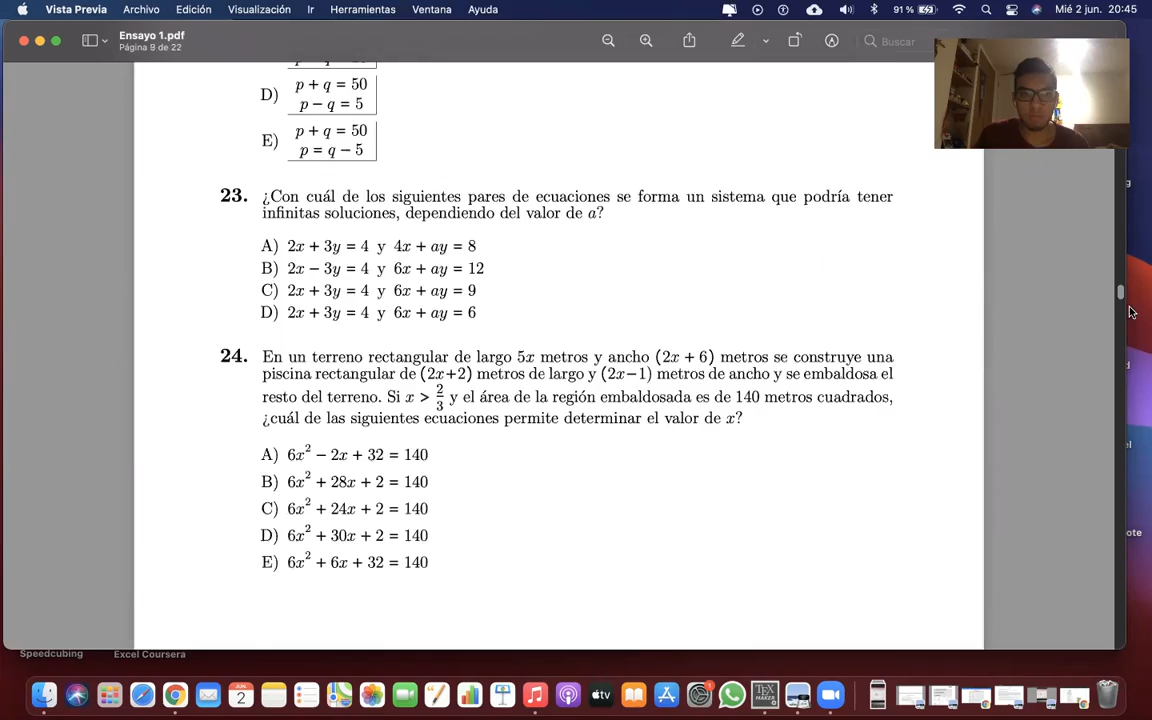 Vista Previa Archivo Edición Visualización Ir Herramientas Ventana Ayuda 91 % Mié 2 jun. 20:45
Ensayo 1.pdf
Página 9 de 22
Buscar
D) p + q = 50
p − q = 5
E) p + q = 50
p = q − 5
23. ¿Con cuál de los siguientes pares de ecuaciones se forma un sistema que podría tener
infinitas soluciones, dependiendo del valor de a?
A) 2x + 3y = 4 y 4x + ay = 8
B) 2x − 3y = 4 y 6x + ay = 12
C) 2x + 3y = 4 y 6x + ay = 9
D) 2x + 3y = 4 y 6x + ay = 6
24. En un terreno rectangular de largo 5x metros y ancho (2x + 6) metros se construye una
piscina rectangular de (2x+2) metros de largo y (2x−1) metros de ancho y se embaldosa el
resto del terreno. Si x > 2/3 y el área de la región embaldosada es de 140 metros cuadrados,
¿cuál de las siguientes ecuaciones permite determinar el valor de x?
A) 6x² − 2x + 32 = 140
B) 6x² + 28x + 2 = 140
C) 6x² + 24x + 2 = 140
D) 6x² + 30x + 2 = 140
E) 6x² + 6x + 32 = 140
Speedcubing Excel Coursera
JUN
2
tv
TEX
MAKER